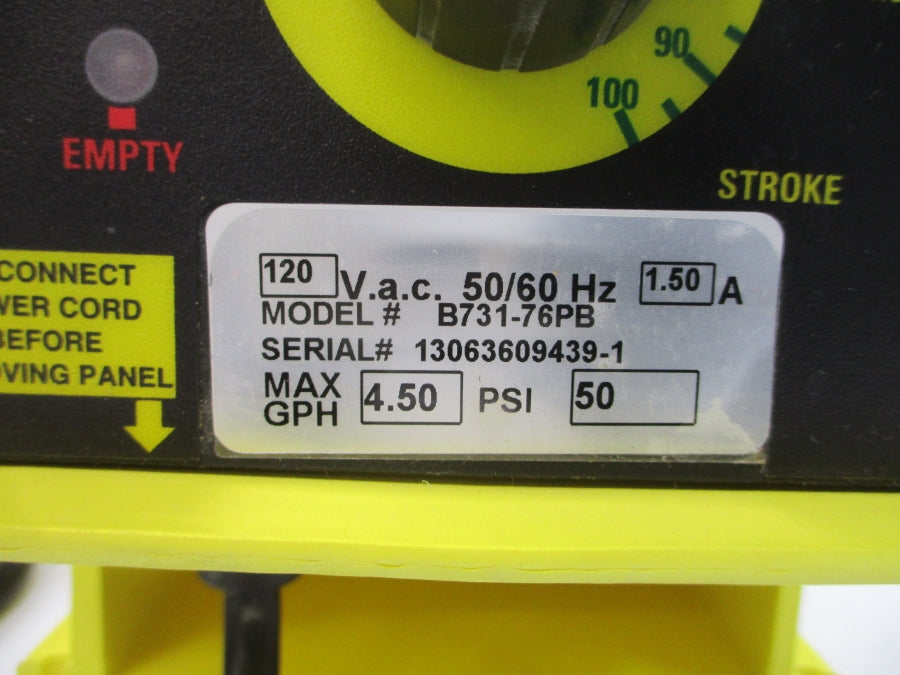 90
100
EMPTY
STROKE
CONNECT
WER CORD
BEFORE
OVING PANEL
120 V.a.c. 50/60 Hz 1.50 A
MODEL # B731-76PB
SERIAL# 13063609439-1
MAX GPH 4.50 PSI 50